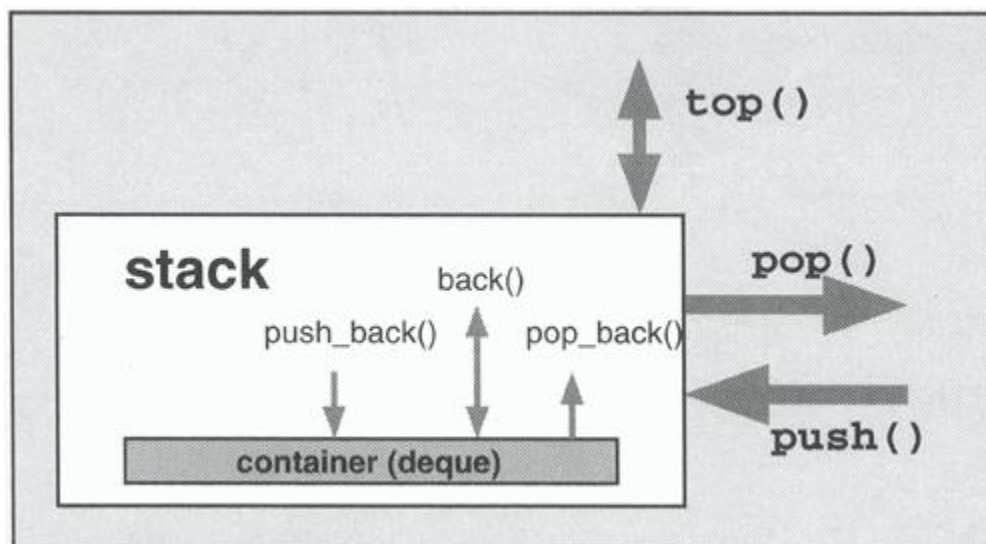 top()
stack
pop()
back()
push_back()
pop_back()
push()
container (deque)